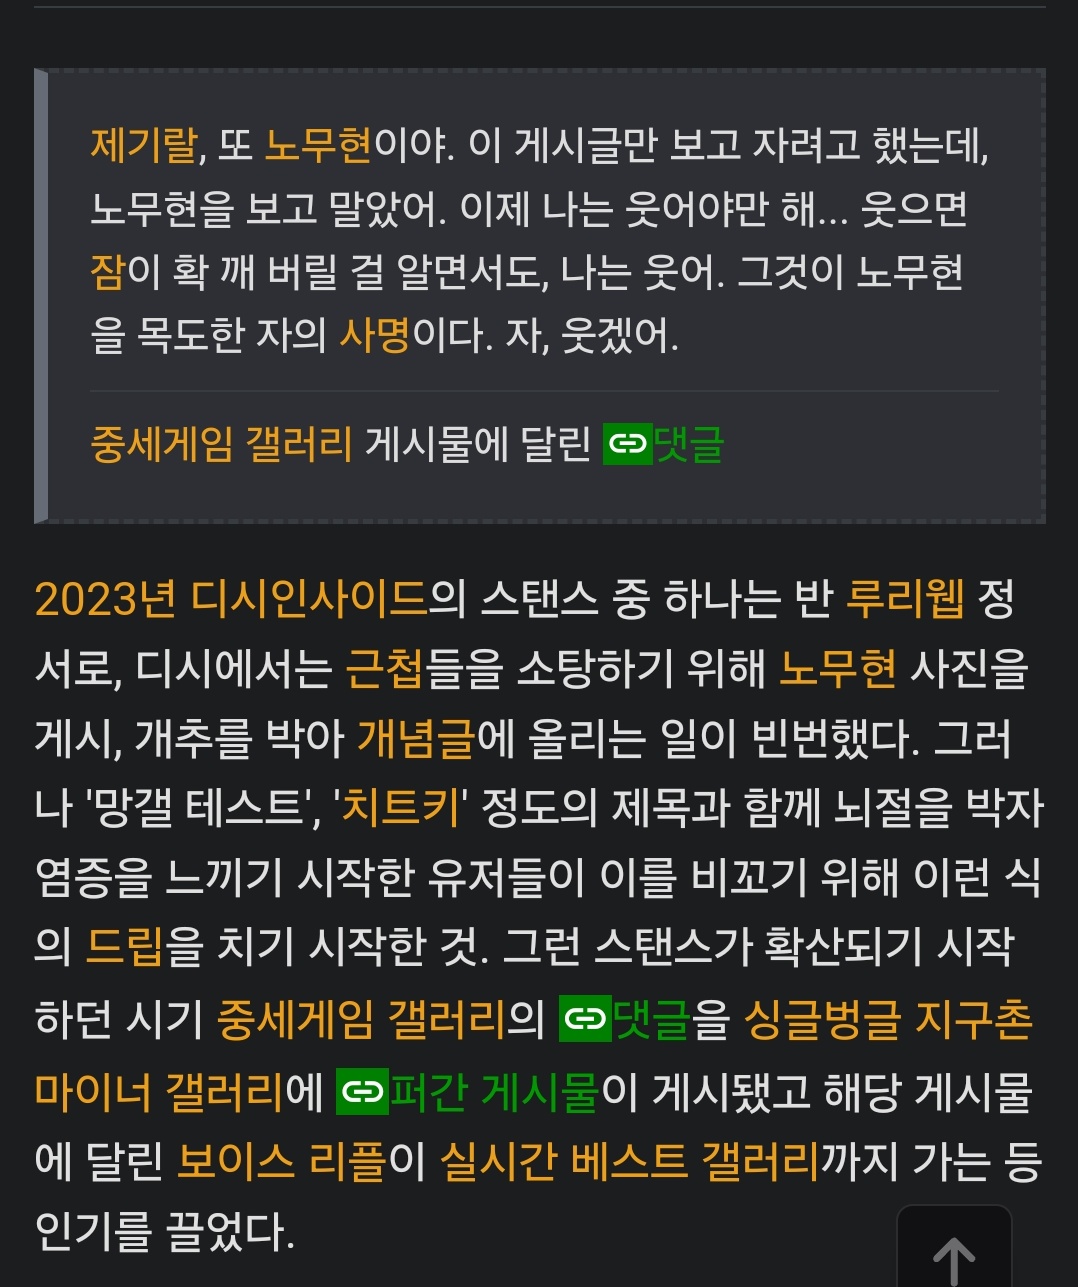 제기랄, 또 노무현이야. 이 게시글만 보고 자려고 했는데,
노무현을 보고 말았어. 이제 나는 웃어야만 해... 웃으면
잠이 확 깨 버릴 걸 알면서도, 나는 웃어. 그것이 노무현
을 목도한 자의 사명이다. 자, 웃겠어.
중세게임 갤러리 게시물에 달린 댓글
2023년 디시인사이드의 스탠스 중 하나는 반 루리웹 정
서로, 디시에서는 근첩들을 소탕하기 위해 노무현 사진을
게시, 개추를 박아 개념글에 올리는 일이 빈번했다. 그러
나 '망갤 테스트', '치트키' 정도의 제목과 함께 뇌절을 박자
염증을 느끼기 시작한 유저들이 이를 비꼬기 위해 이런 식
의 드립을 치기 시작한 것. 그런 스탠스가 확산되기 시작
하던 시기 중세게임 갤러리의 댓글을 싱글벙글 지구촌
마이너 갤러리에 퍼간 게시물이 게시됐고 해당 게시물
에 달린 보이스 리플이 실시간 베스트 갤러리까지 가는 등
인기를 끌었다.